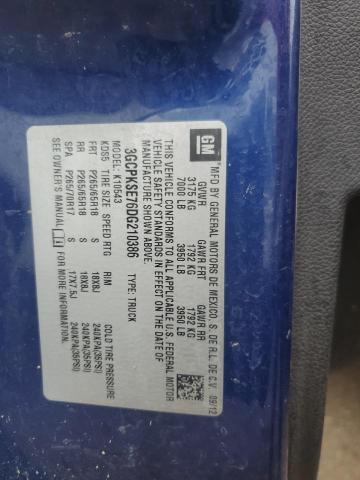 GM
MFD BY GENERAL MOTORS DE MEXICO, S. DE R.L. DE C.V. 09/12
GVWR GAWR FRT GAWR RR
3175 KG 1792 KG 1792 KG
7000 LB 3950 LB 3950 LB
THIS VEHICLE CONFORMS TO ALL APPLICABLE U.S. FEDERAL MOTOR
VEHICLE SAFETY STANDARDS IN EFFECT ON THE DATE OF
MANUFACTURE SHOWN ABOVE.
3GCPKSE76DG210386 TYPE: TRUCK
MODEL: K10543
KDS5 TIRE SIZE SPEED RTG RIM COLD TIRE PRESSURE
FRT P265/65R18 S 18X8J 240KPA(35PSI)
RR P265/65R18 S 18X8J 240KPA(35PSI)
SPA P265/70R17 S 17X7.5J 240KPA(35PSI)
SEE OWNER'S MANUAL